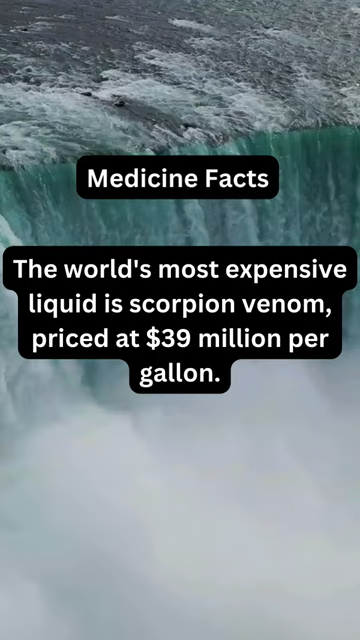 Medicine Facts
The world's most expensive
liquid is scorpion venom,
priced at $39 million per
gallon.